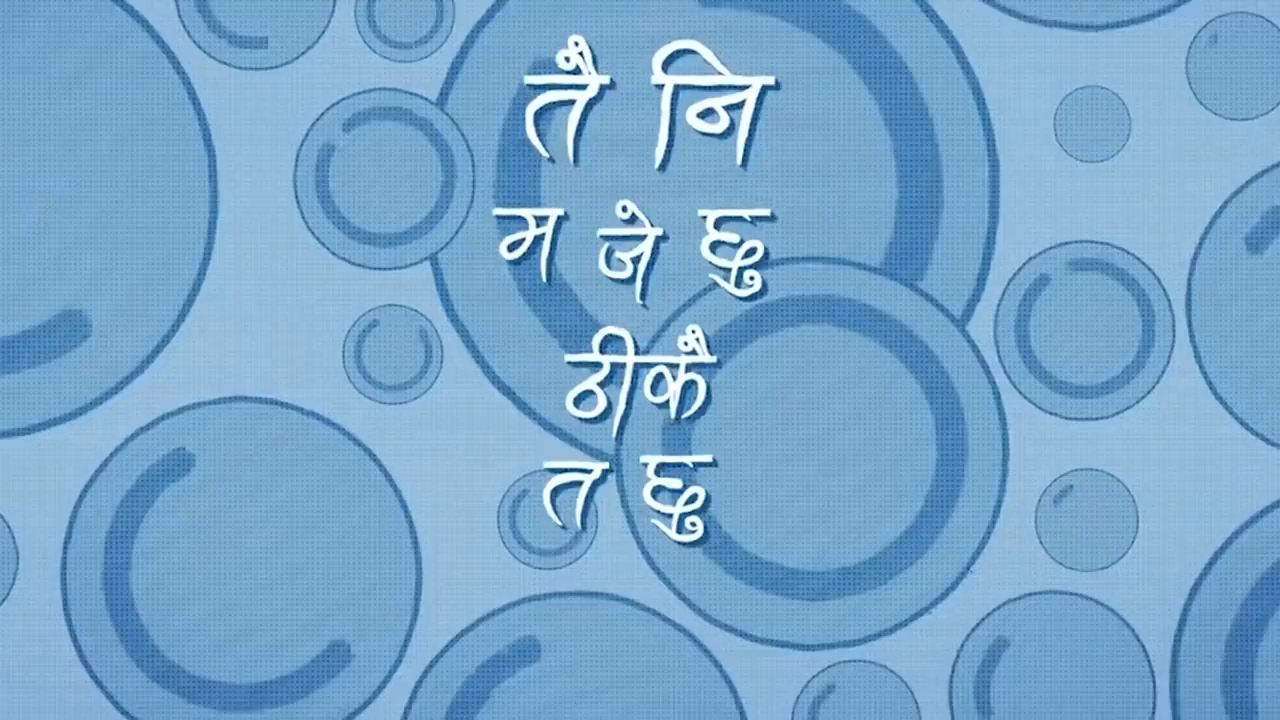 तै नि
म जे छु
ठीकै
त छु